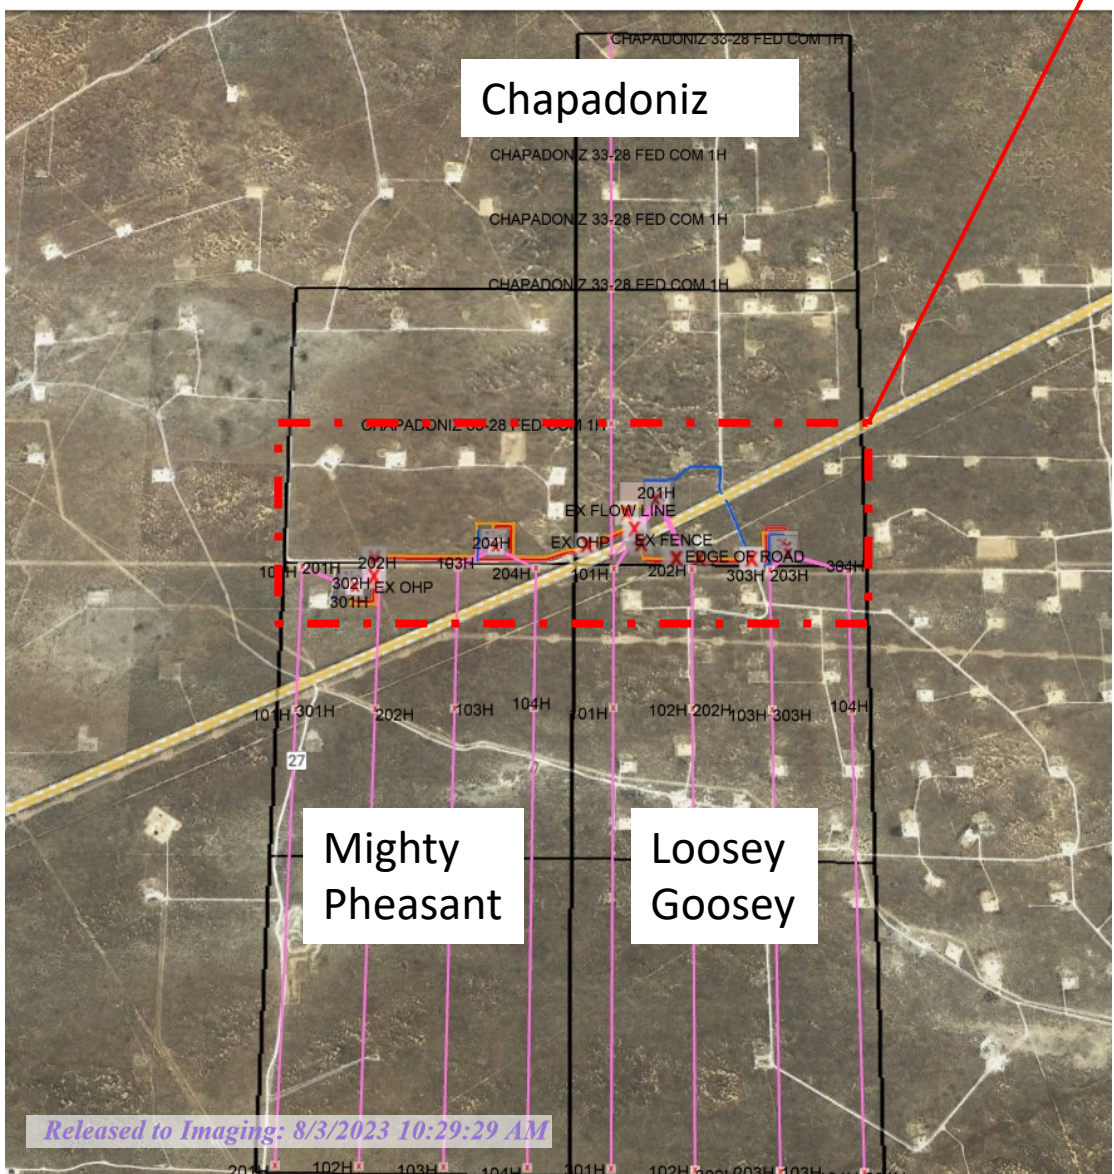 CHAPADONIZ 33-28 FED COM 1H
Chapadoniz
CHAPADONIZ 33-28 FED COM 1H
CHAPADONIZ 33-28 FED COM 1H
CHAPADONIZ 33-28 FED COM 1H
CHAPADONIZ 33-28 FED COM 1H
201H
EX FLOW LINE
204H
EX OHP
EX FENCE
EDGE OF ROAD
202H
103H
201H
204H
101H
202H
303H
203H
304H
302H
EX OHP
301H
101H
301H
202H
103H
104H
101H
102H
202H
103H
303H
104H
27
Mighty
Pheasant
Loosey
Goosey
Released to Imaging: 8/3/2023 10:29:29 AM
201H
102H
103H
104H
301H
102H
203H
103H